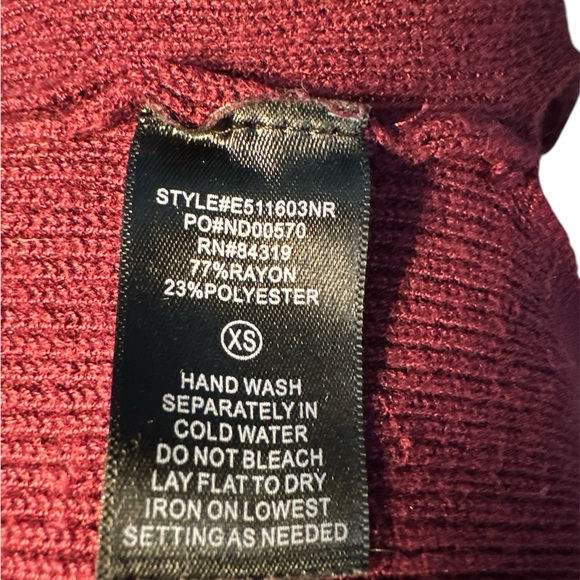 STYLE#E511603NR
PO#ND00570
RN#84319
77%RAYON
23%POLYESTER
XS
HAND WASH
SEPARATELY IN
COLD WATER
DO NOT BLEACH
LAY FLAT TO DRY
IRON ON LOWEST
SETTING AS NEEDED